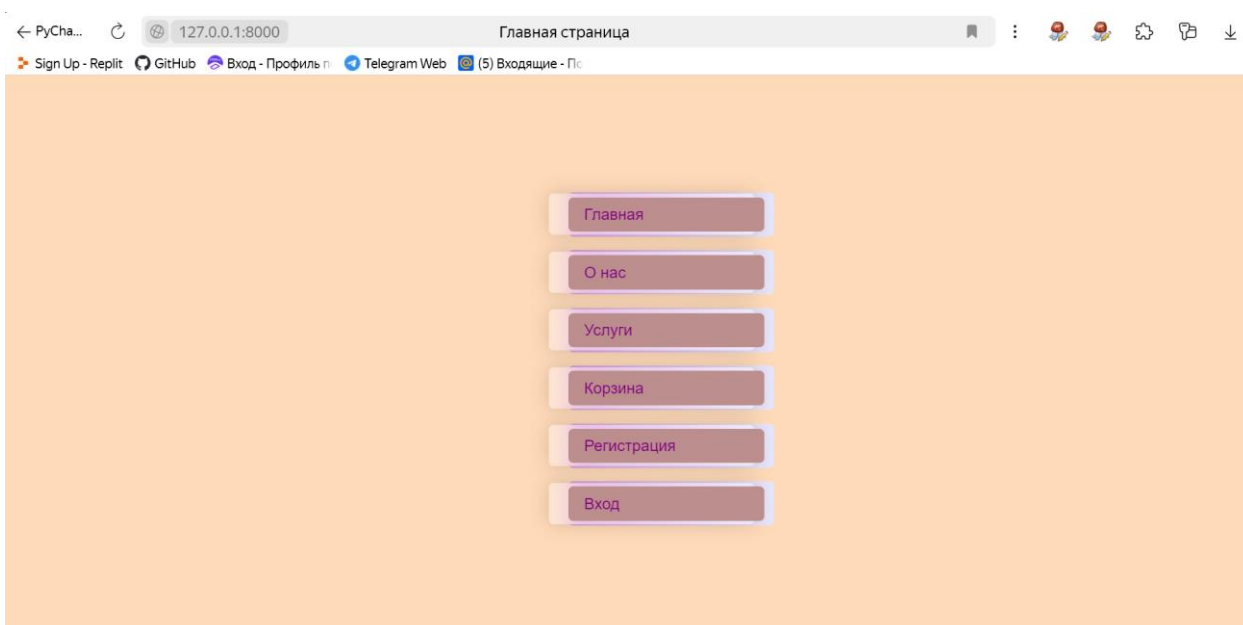 PyCha... 127.0.0.1:8000 Главная страница
Sign Up - Replit GitHub Вход - Профиль п Telegram Web (5) Входящие - По
Главная
О нас
Услуги
Корзина
Регистрация
Вход